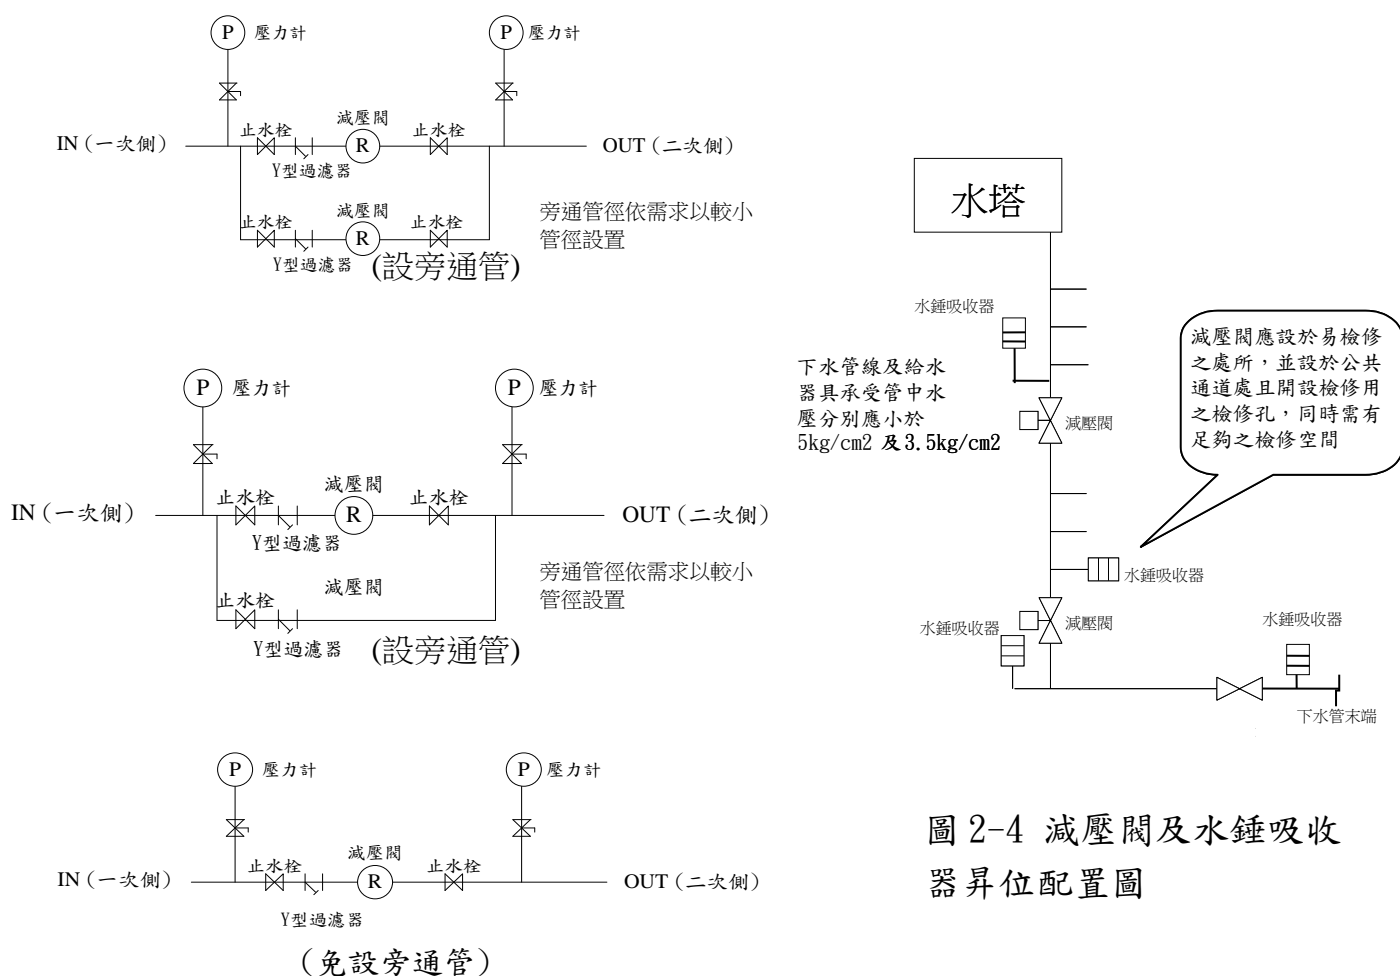 P 壓力計
P 壓力計
IN (一次側)
止水栓
減壓閥
止水栓
R
Y型過濾器
OUT (二次側)
止水栓
減壓閥
止水栓
R
Y型過濾器
旁通管徑依需求以較小
管徑設置
(設旁通管)
P 壓力計
P 壓力計
IN (一次側)
止水栓
減壓閥
止水栓
R
Y型過濾器
OUT (二次側)
減壓閥
止水栓
Y型過濾器
旁通管徑依需求以較小
管徑設置
(設旁通管)
P 壓力計
P 壓力計
IN (一次側)
止水栓
減壓閥
止水栓
R
Y型過濾器
OUT (二次側)
(免設旁通管)
水塔
水錘吸收器
下水管線及給水
器具承受管中水
壓分別應小於
5kg/cm2 及3.5kg/cm2
減壓閥
減壓閥應設於易檢修
之處所，並設於公共
通道處且開設檢修用
之檢修孔，同時需有
足夠之檢修空間
水錘吸收器
水錘吸收器
減壓閥
水錘吸收器
下水管末端
圖 2-4 減壓閥及水錘吸收
器昇位配置圖